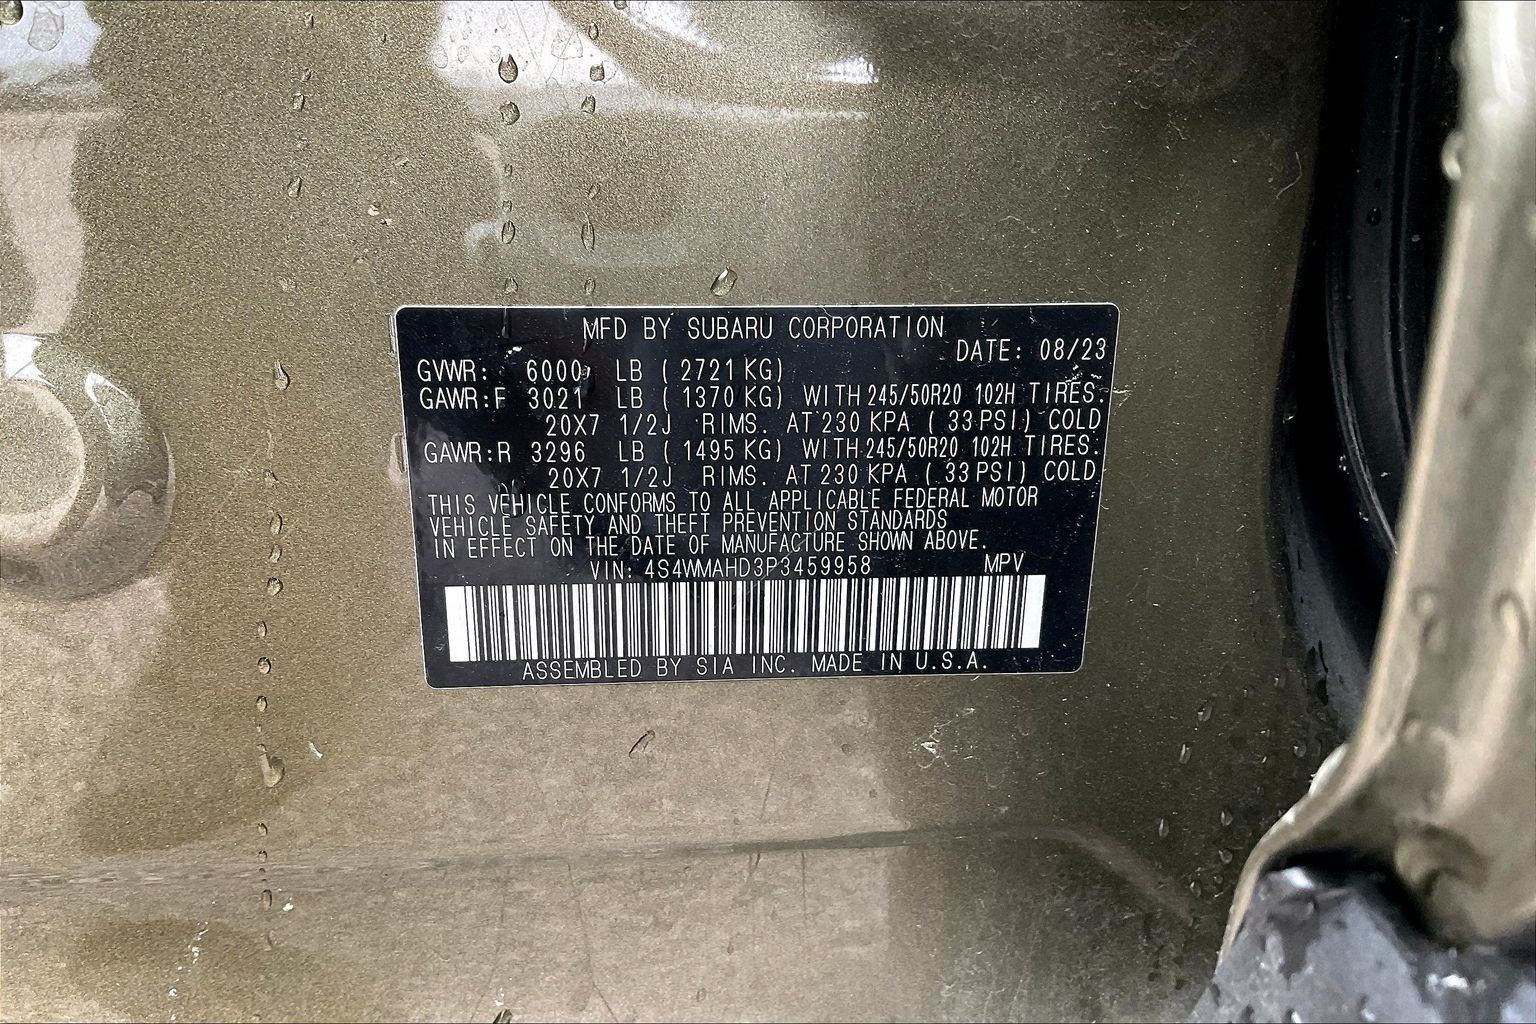 MFD BY SUBARU CORPORATION
DATE: 08/23
GVWR: 6000 LB ( 2721 KG)
GAWR:F 3021 LB ( 1370 KG) WITH 245/50R20 102H TIRES.
20X7 1/2J RIMS. AT 230 KPA ( 33 PSI) COLD
GAWR:R 3296 LB ( 1495 KG) WITH 245/50R20 102H TIRES.
20X7 1/2J RIMS. AT 230 KPA ( 33 PSI) COLD
THIS VEHICLE CONFORMS TO ALL APPLICABLE FEDERAL MOTOR
VEHICLE SAFETY AND THEFT PREVENTION STANDARDS
IN EFFECT ON THE DATE OF MANUFACTURE SHOWN ABOVE.
VIN: 4S4WMAHD3P3459958 MPV
ASSEMBLED BY SIA INC. MADE IN U.S.A.